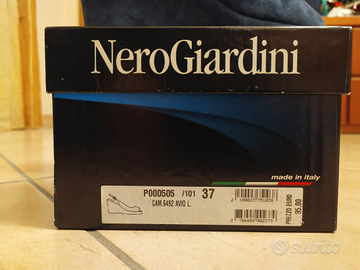 NeroGiardini
made in italy
P000505 /101 37
CAM.6492 AVIO L.
PREZZO EURO
95,00
subito